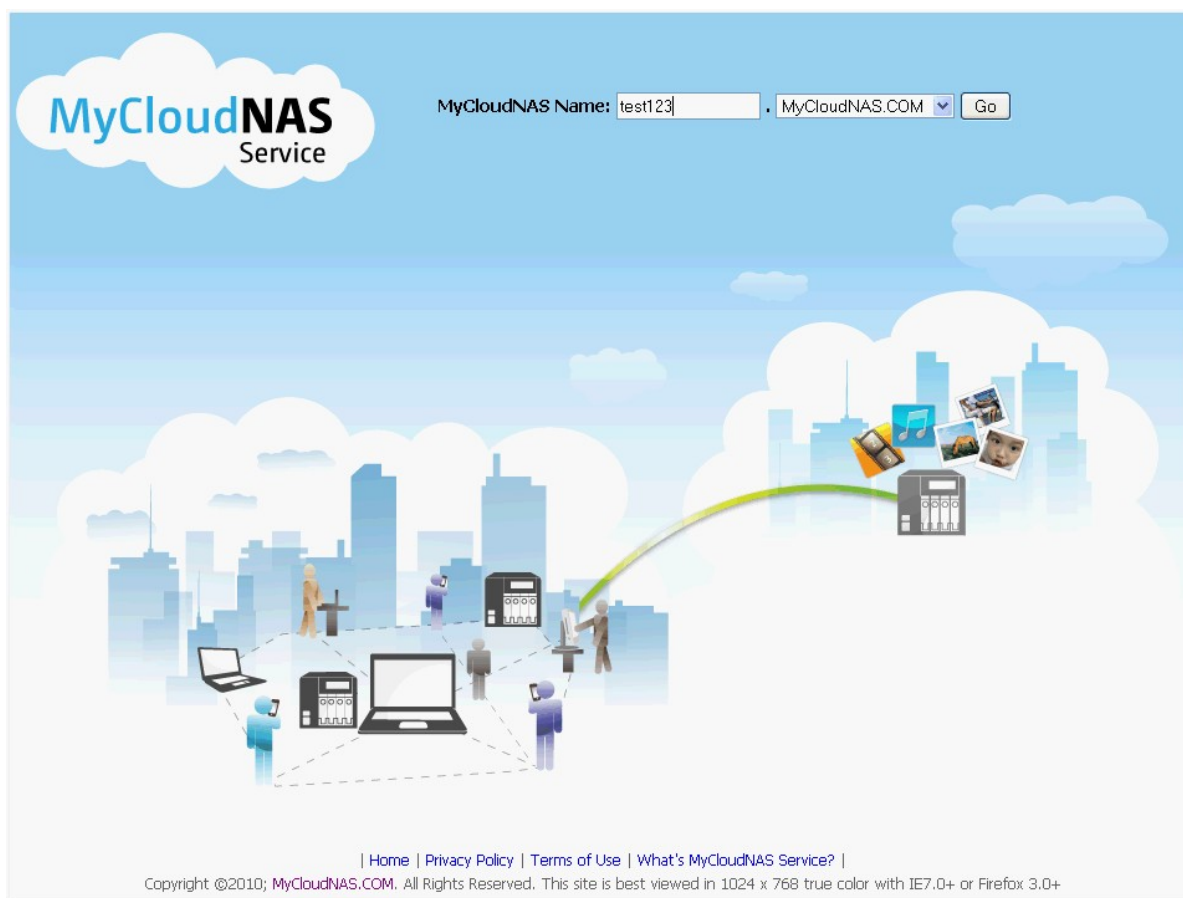 MyCloudNAS
Service
MyCloudNAS Name: test123 . MyCloudNAS.COM Go
| Home | Privacy Policy | Terms of Use | What's MyCloudNAS Service? |
Copyright ©2010; MyCloudNAS.COM. All Rights Reserved. This site is best viewed in 1024 x 768 true color with IE7.0+ or Firefox 3.0+